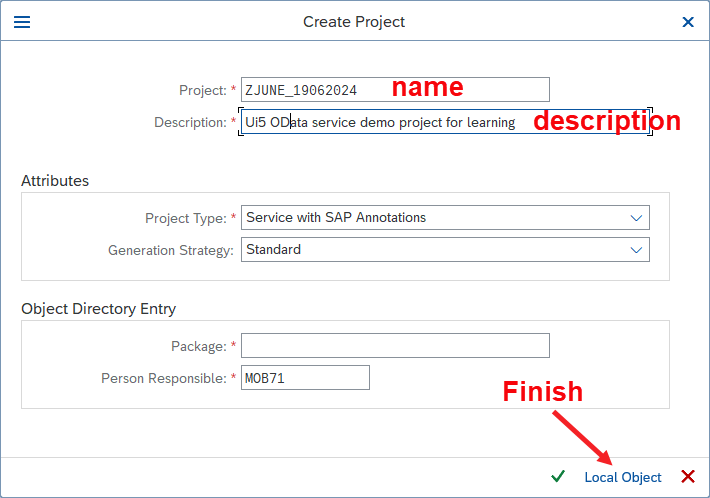 Create Project
Project: * ZJUNE_19062024 name
Description: * Ui5 OData service demo project for learning description
Attributes
Project Type: * Service with SAP Annotations
Generation Strategy: Standard
Object Directory Entry
Package: *
Person Responsible: * MOB71
Finish
Local Object